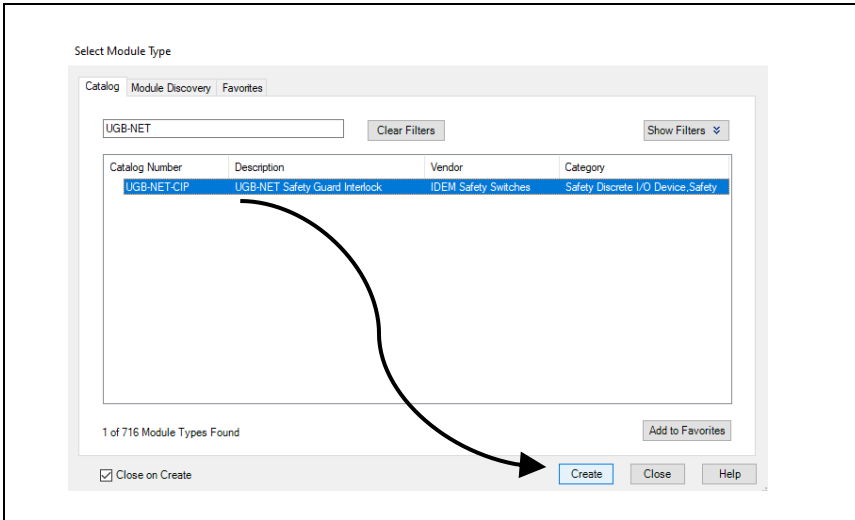 Select Module Type
Catalog Module Discovery Favorites
UGB-NET Clear Filters Show Filters
Catalog Number Description Vendor Category
UGB-NET-CIP UGB-NET Safety Guard Interlock IDEM Safety Switches Safety Discrete I/O Device,Safety
1 of 716 Module Types Found Add to Favorites
Close on Create Create Close Help